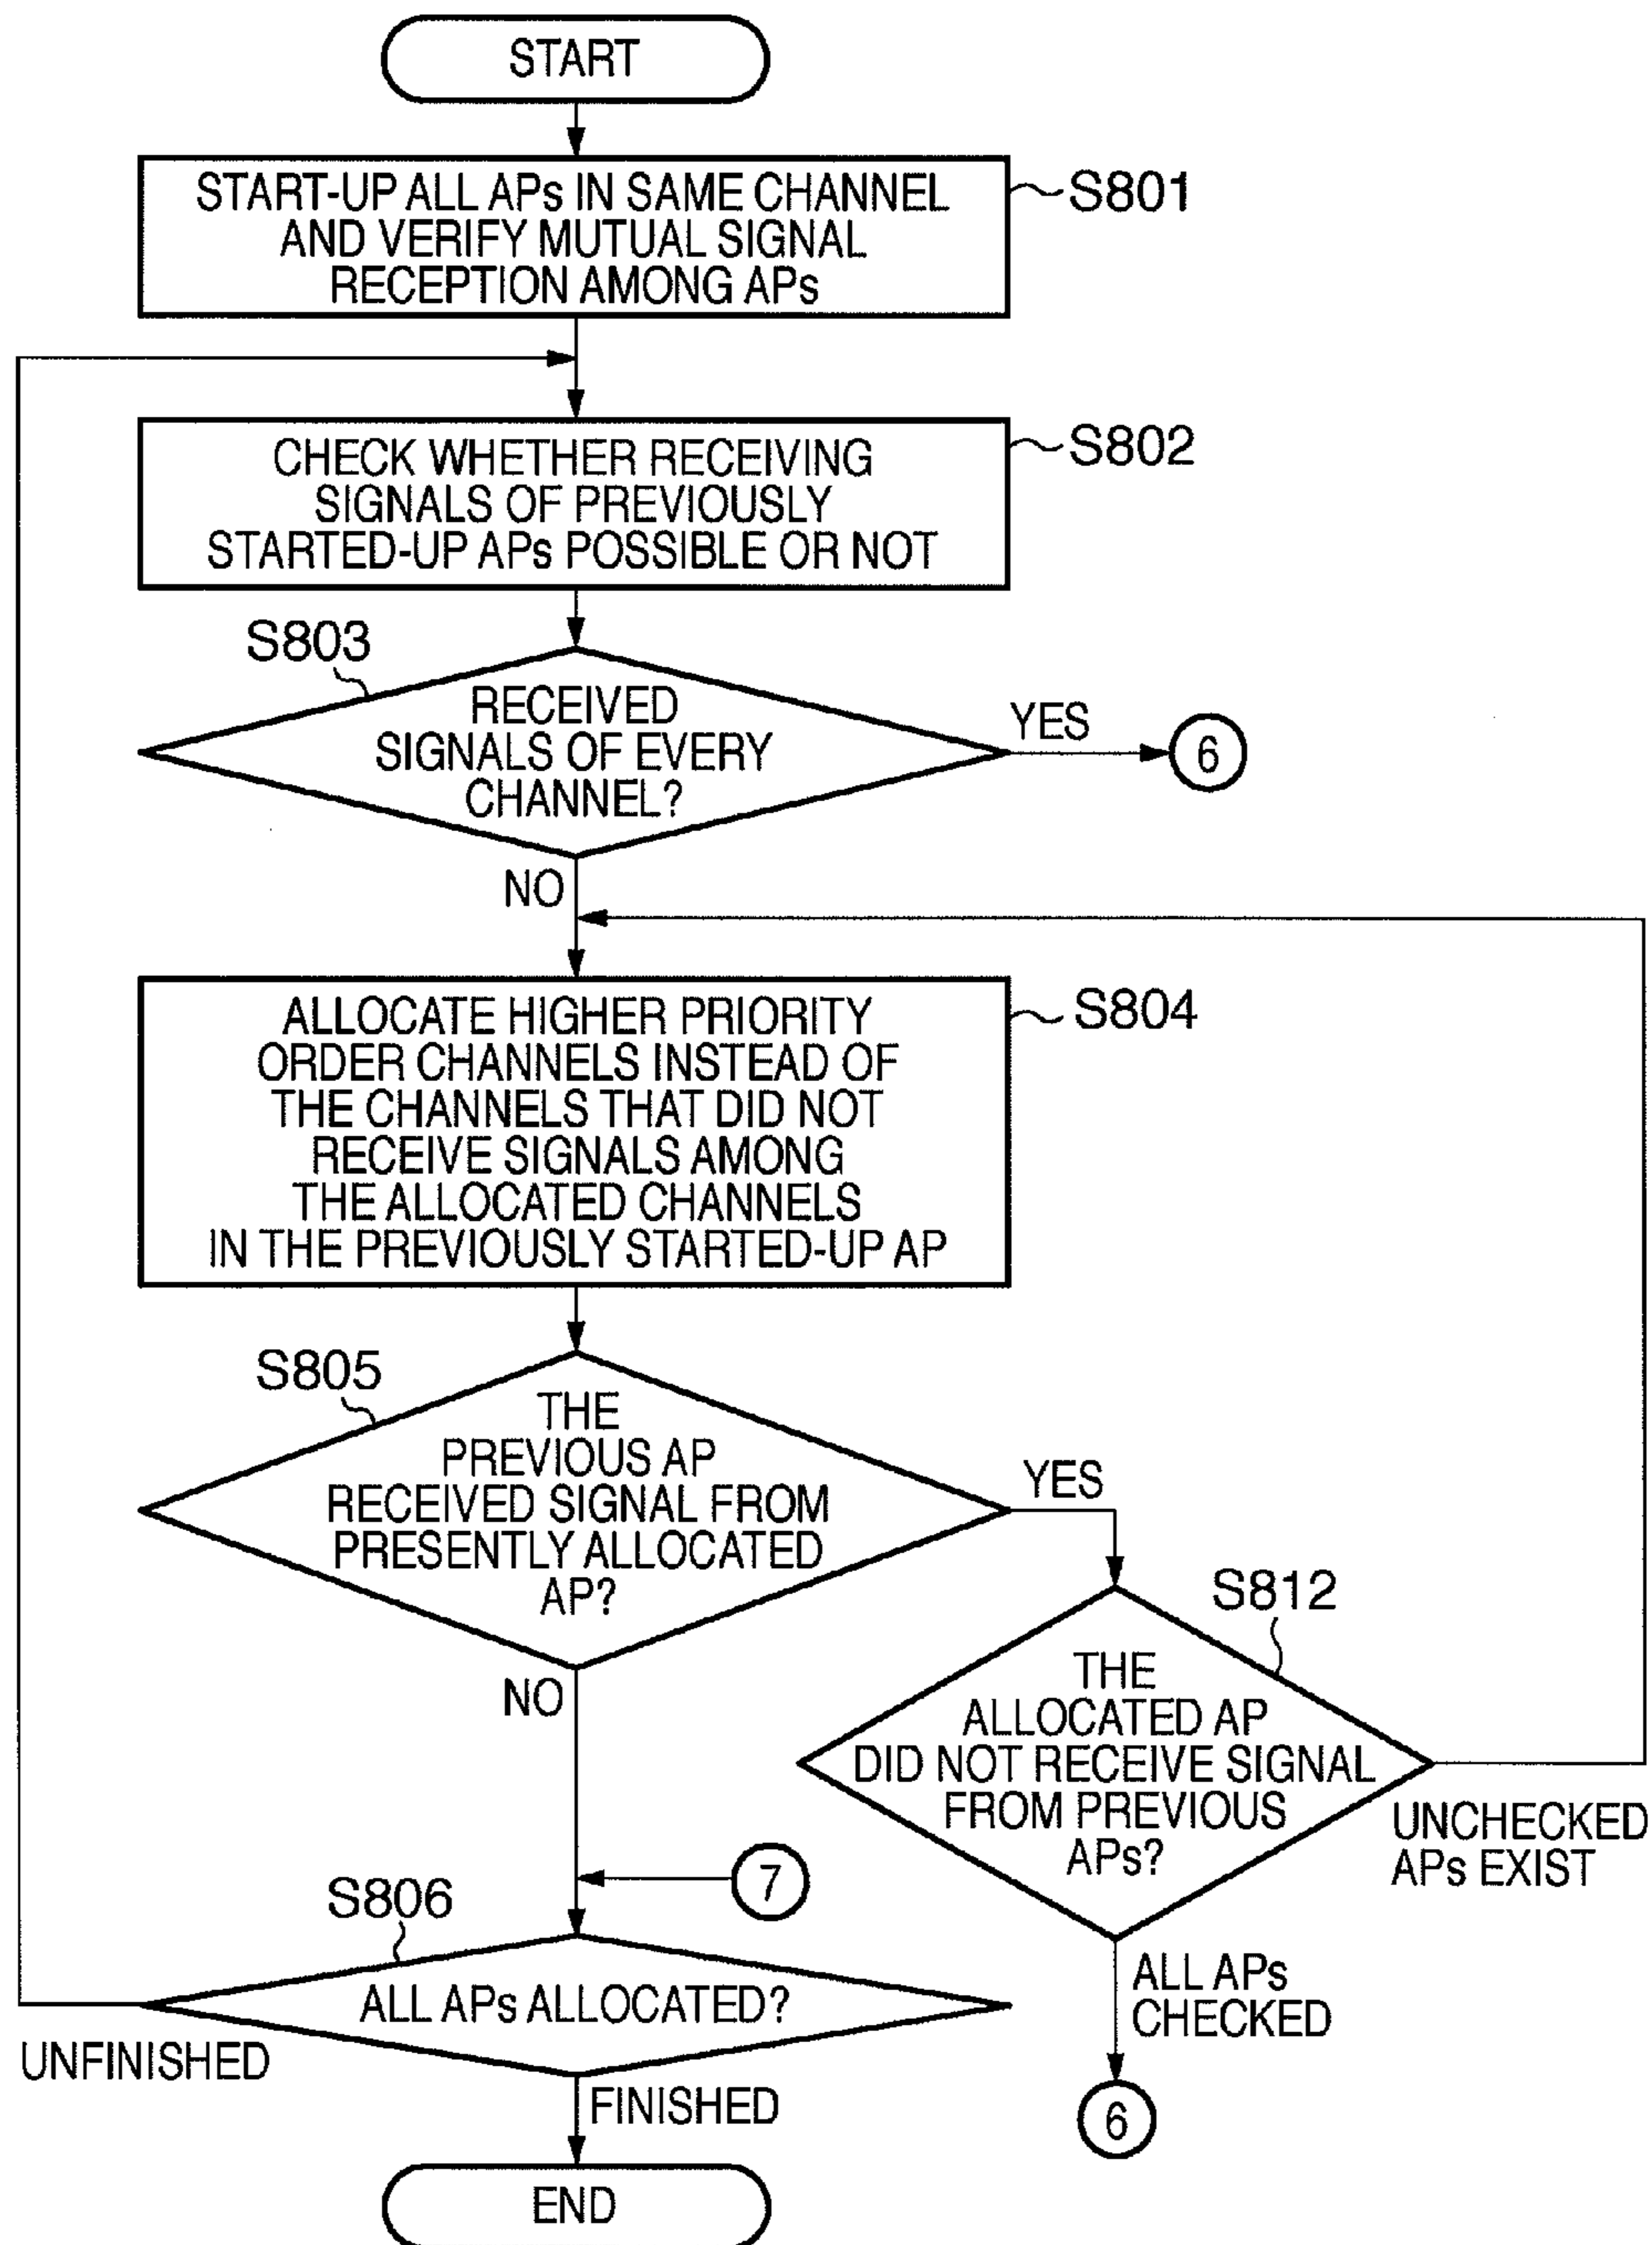 START
START-UP ALL APs IN SAME CHANNEL
AND VERIFY MUTUAL SIGNAL
RECEPTION AMONG APs
S801
CHECK WHETHER RECEIVING
SIGNALS OF PREVIOUSLY
STARTED-UP APs POSSIBLE OR NOT
S802
S803
RECEIVED
SIGNALS OF EVERY
CHANNEL?
YES
6
NO
ALLOCATE HIGHER PRIORITY
ORDER CHANNELS INSTEAD OF
THE CHANNELS THAT DID NOT
RECEIVE SIGNALS AMONG
THE ALLOCATED CHANNELS
IN THE PREVIOUSLY STARTED-UP AP
S804
S805
THE
PREVIOUS AP
RECEIVED SIGNAL FROM
PRESENTLY ALLOCATED
AP?
YES
NO
S812
THE
ALLOCATED AP
DID NOT RECEIVE SIGNAL
FROM PREVIOUS
APs?
UNCHECKED
APs EXIST
ALL APs
CHECKED
6
7
S806
ALL APs ALLOCATED?
UNFINISHED
FINISHED
END